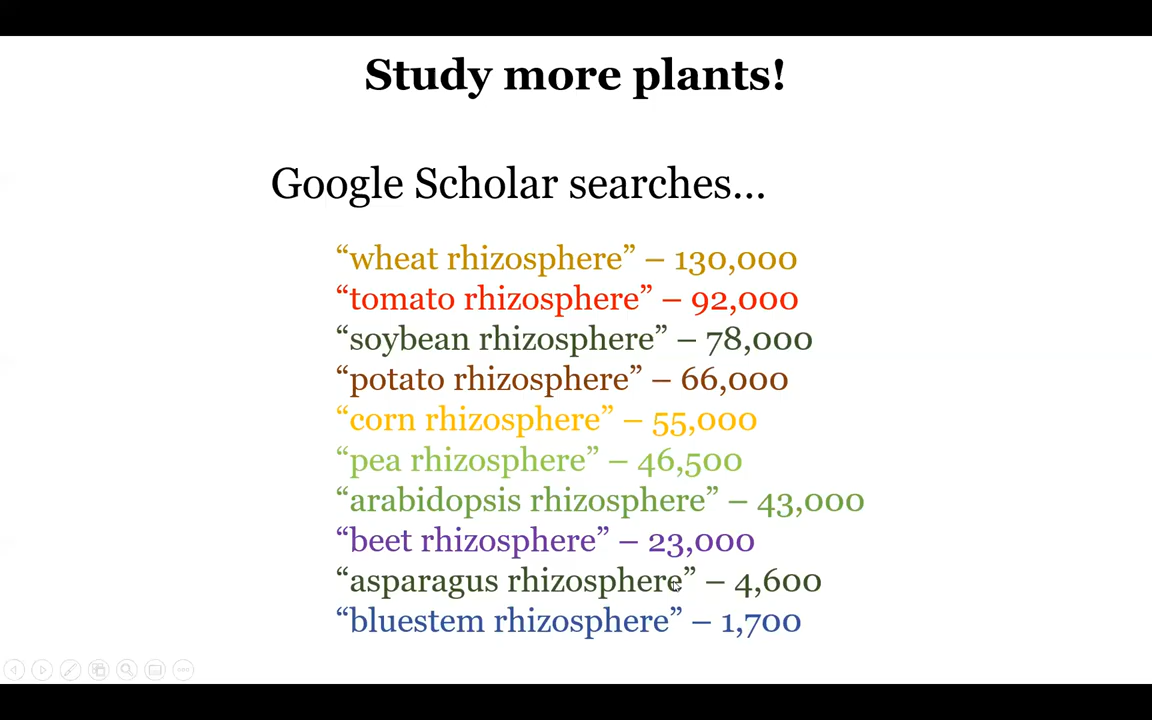 Study more plants!
Google Scholar searches...
“wheat rhizosphere” – 130,000
“tomato rhizosphere” – 92,000
“soybean rhizosphere” – 78,000
“potato rhizosphere” – 66,000
“corn rhizosphere” – 55,000
“pea rhizosphere” – 46,500
“arabidopsis rhizosphere” – 43,000
“beet rhizosphere” – 23,000
“asparagus rhizosphere” – 4,600
“bluestem rhizosphere” – 1,700